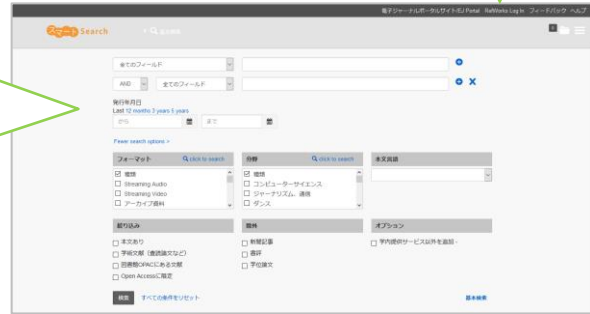 電子ジャーナルポータルサイト/EJ Portal RefWorks Log In フィードバック ヘルプ
スマート Search
全てのフィールド
AND 全てのフィールド
発行年月日
Last 12 months 3 years 5 years
から まで
Fewer search options >
フォーマット click to search 分野 click to search 本文言語
種類 種類
Streaming Audio コンピューターサイエンス
Streaming Video ジャーナリズム、通信
アーカイブ資料 ダンス
絞り込み 除外 オプション
本文あり 新聞記事 学内提供サービス以外を追加
学術文献（査読論文など） 書評
図書館OPACにある文献 学位論文
Open Accessに限定
検索 すべての条件をリセット 基本検索